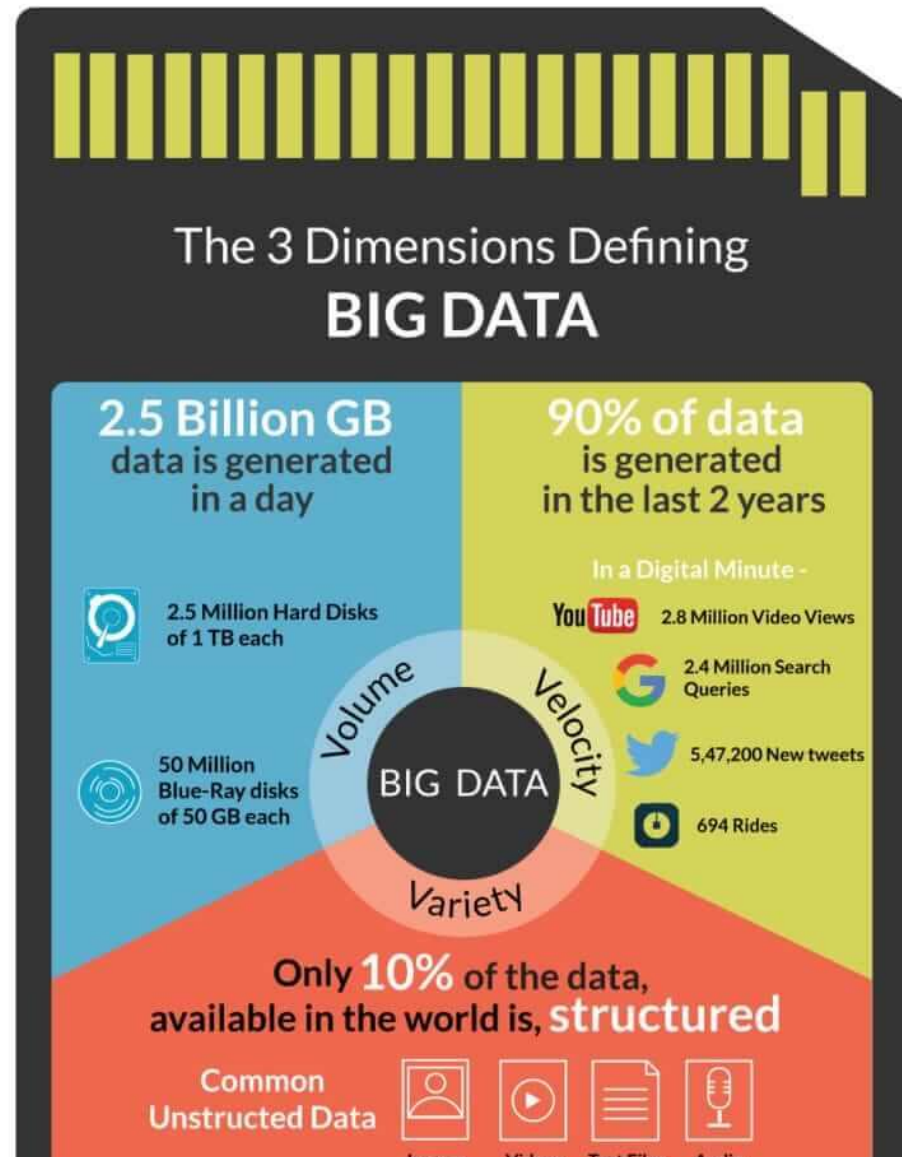 The 3 Dimensions Defining
BIG DATA
2.5 Billion GB
data is generated
in a day
2.5 Million Hard Disks
of 1 TB each
50 Million
Blue-Ray disks
of 50 GB each
90% of data
is generated
in the last 2 years
In a Digital Minute -
YouTube 2.8 Million Video Views
2.4 Million Search
Queries
5,47,200 New tweets
694 Rides
Volume
Velocity
BIG DATA
Variety
Only 10% of the data,
available in the world is, structured
Common
Unstructed Data